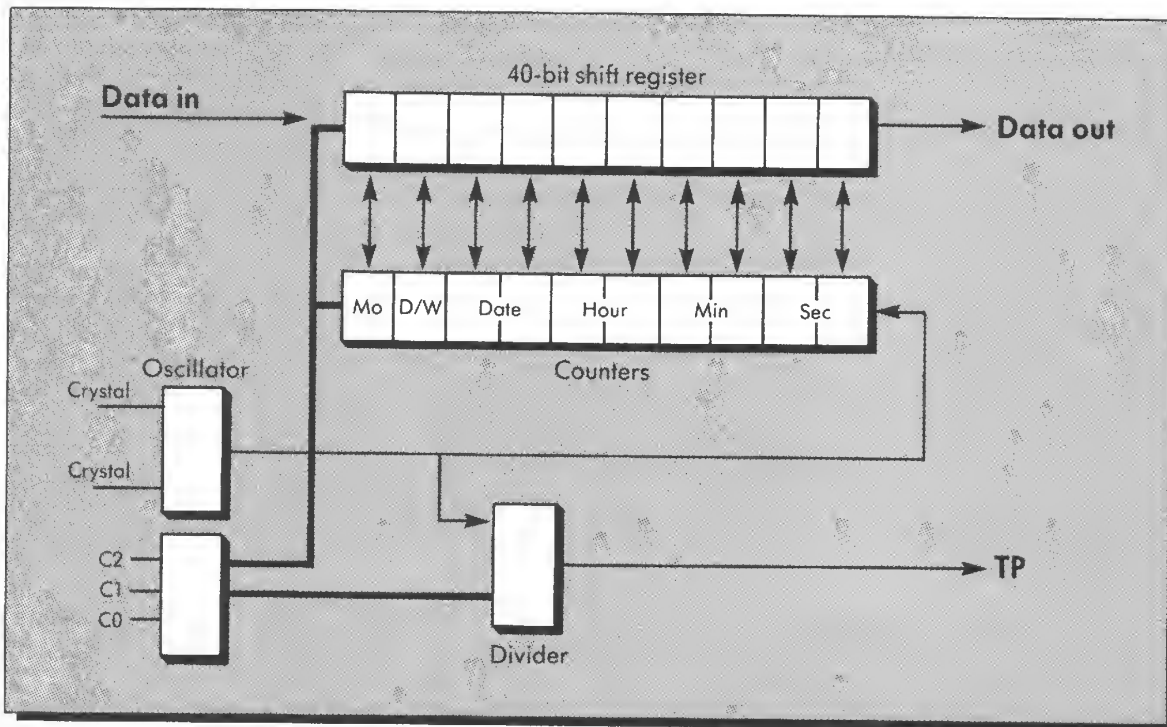 40-bit shift register
Data in
Data out
Mo D/W Date Hour Min Sec
Counters
Oscillator
Crystal
Crystal
C2
C1
C0
TP
Divider